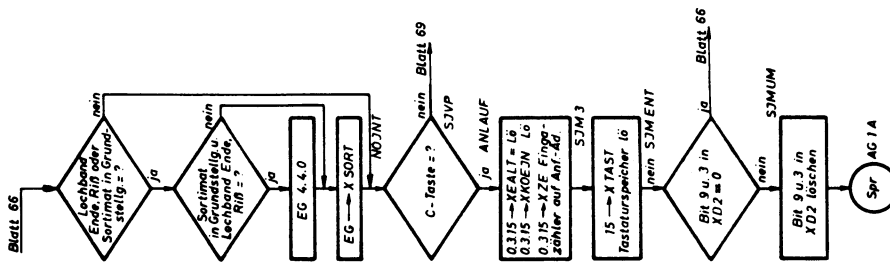 Blatt 66
Lochband
Ende, Riß oder
Sortimat in Grund-
stellg. = ?
nein
ja
Sortimat
in Grundstellg. u.
Lochband Ende,
Riß = ?
nein
ja
EG 4.4.0
EG → X SORT
NOJNT
C-Taste = ?
nein
Blatt 69
SJVP
ja
ANLAUF
0.3.15 → XEALT = Lö
0.3.15 → XKOEJN Lö
0.3.15 → XZE Einga-
zähler auf Anf.-Ad.
SJM 3
15 → X TAST
Tastaturspeicher lö
nein
SJMENT
Bit 9 u. 3 in
XD2 = 0
ja
Blatt 66
nein
SJMUM
Bit 9 u. 3 in
XD2 löschen
Spr
AG 1 A